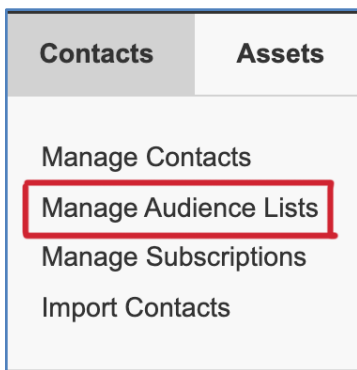 Contacts Assets
Manage Contacts
Manage Audience Lists
Manage Subscriptions
Import Contacts